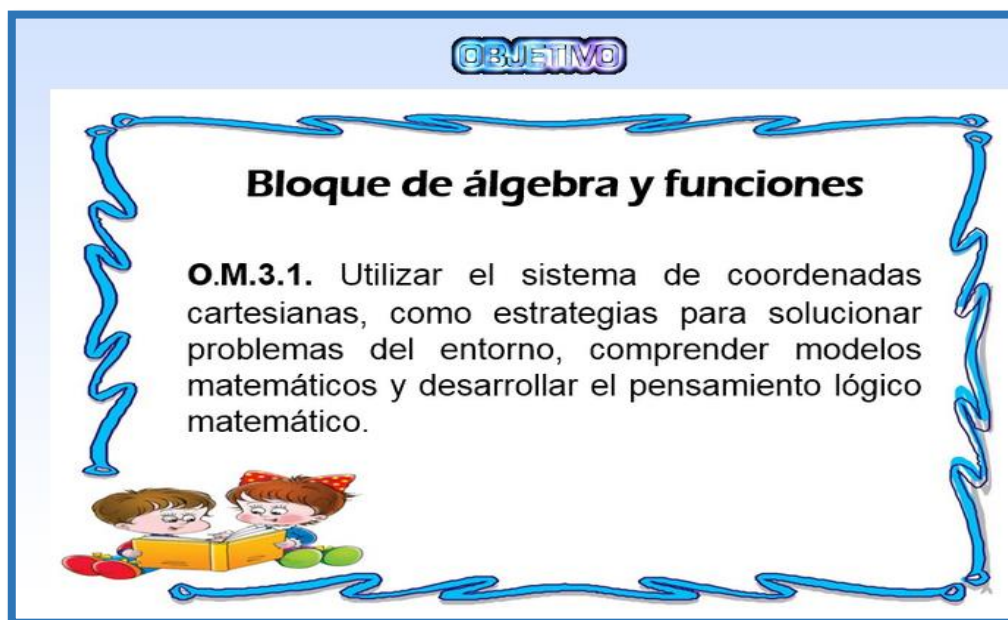 OBJETIVO
Bloque de álgebra y funciones
O.M.3.1. Utilizar el sistema de coordenadas
cartesianas, como estrategias para solucionar
problemas del entorno, comprender modelos
matemáticos y desarrollar el pensamiento lógico
matemático.